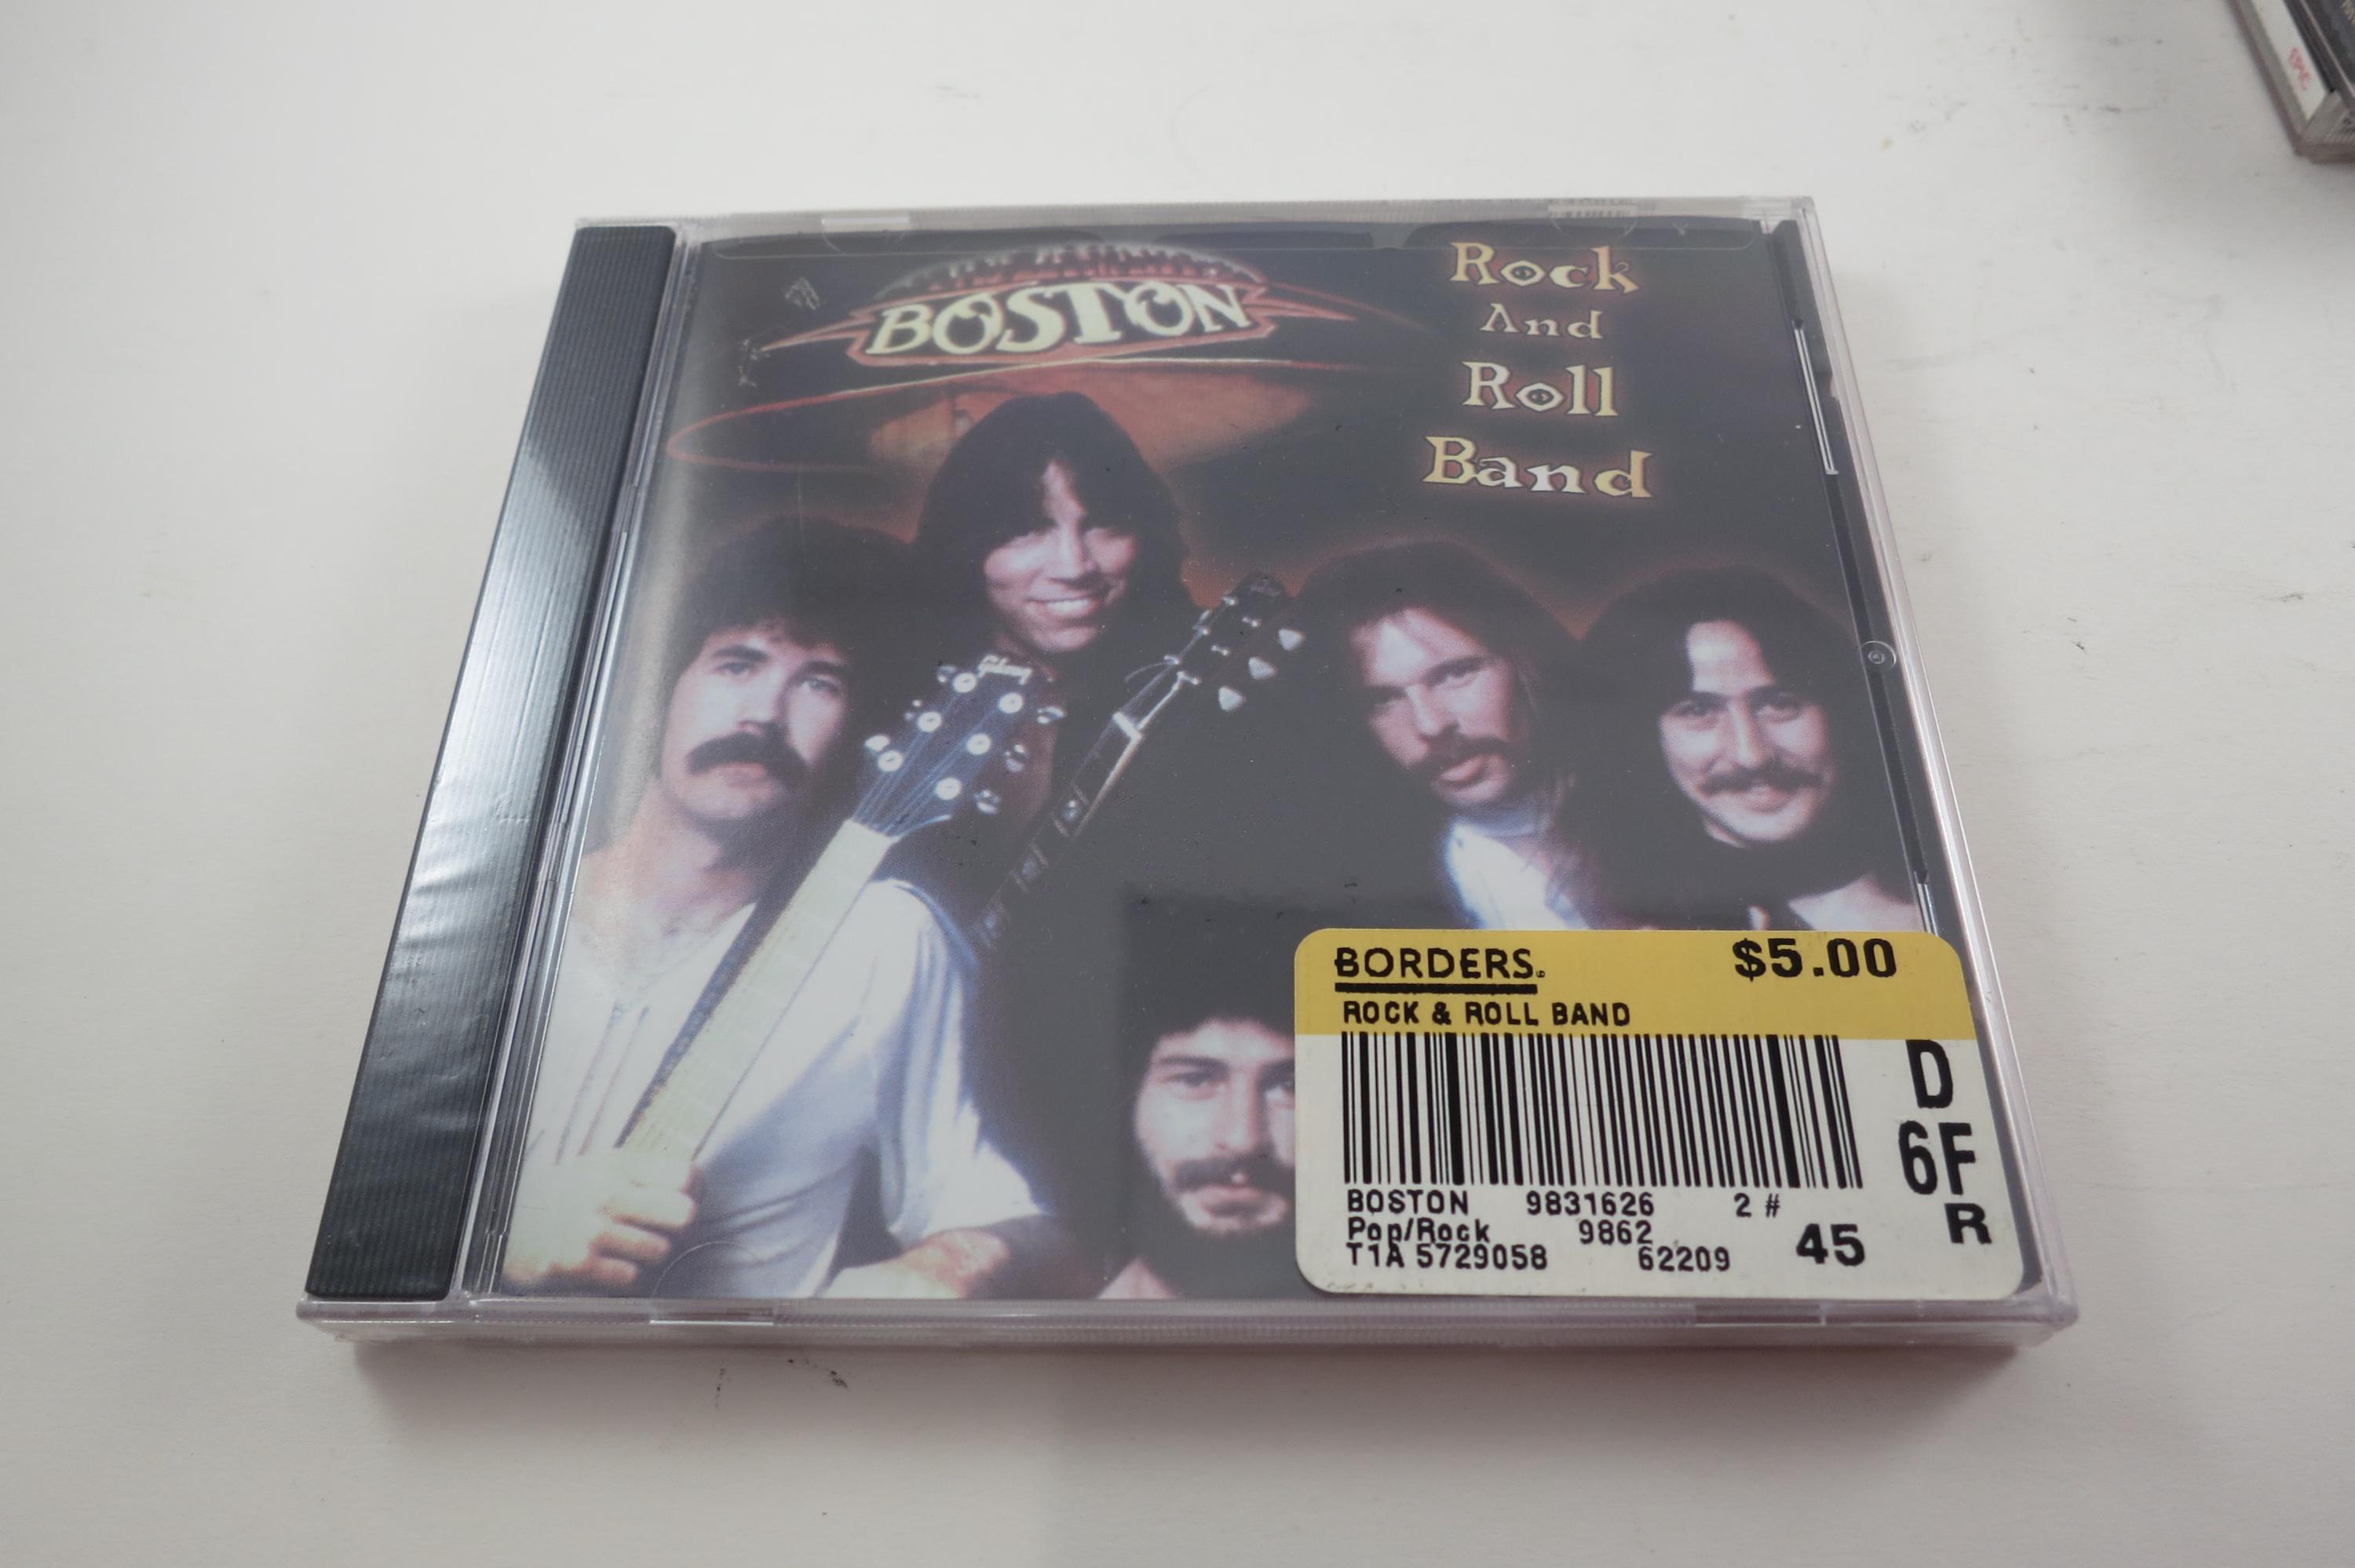 BOSTON
Rock
And
Roll
Band
Gibson
BORDERS. $5.00
ROCK & ROLL BAND
D
6F
R
BOSTON 9831626 2 #
Pop/Rock 9862
T1A 5729058 62209 45